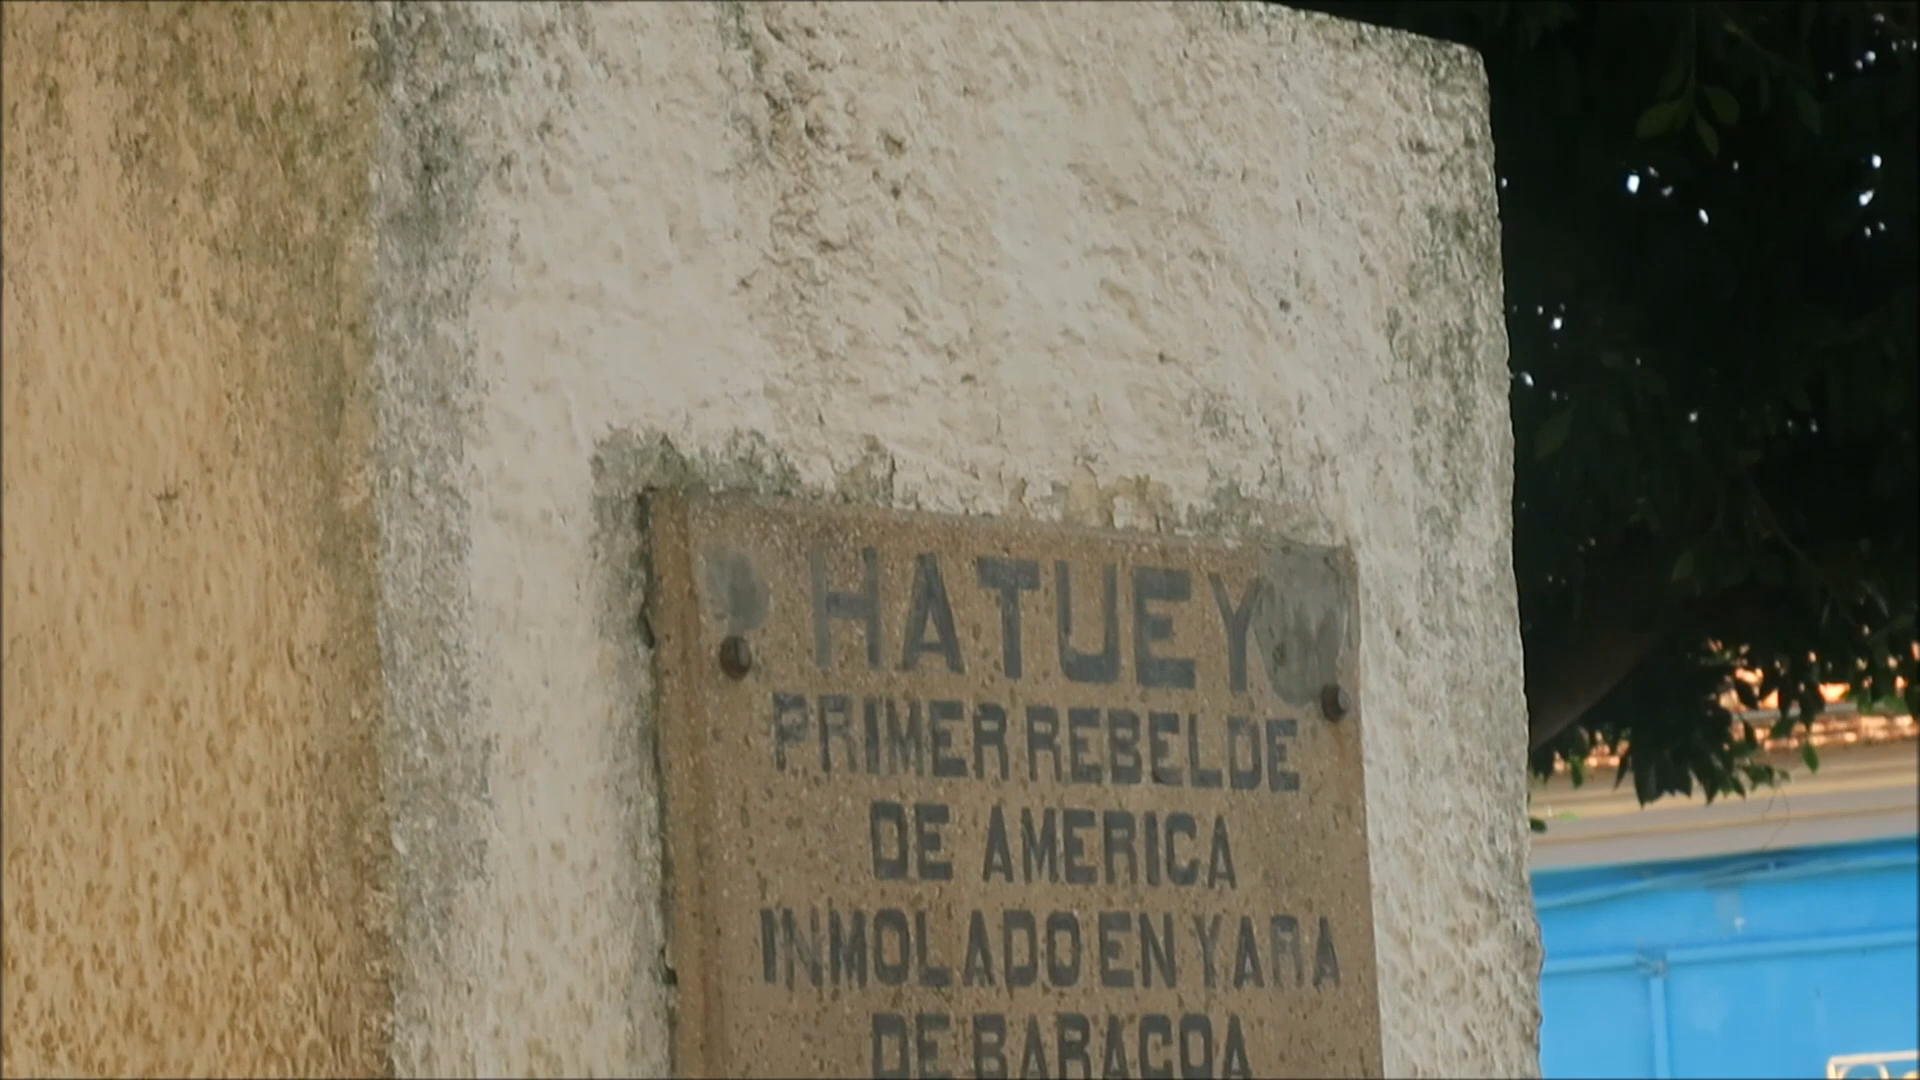 HATUEY
PRIMER REBELDE
DE AMERICA
INMOLADO EN YARA
DE BARACOA